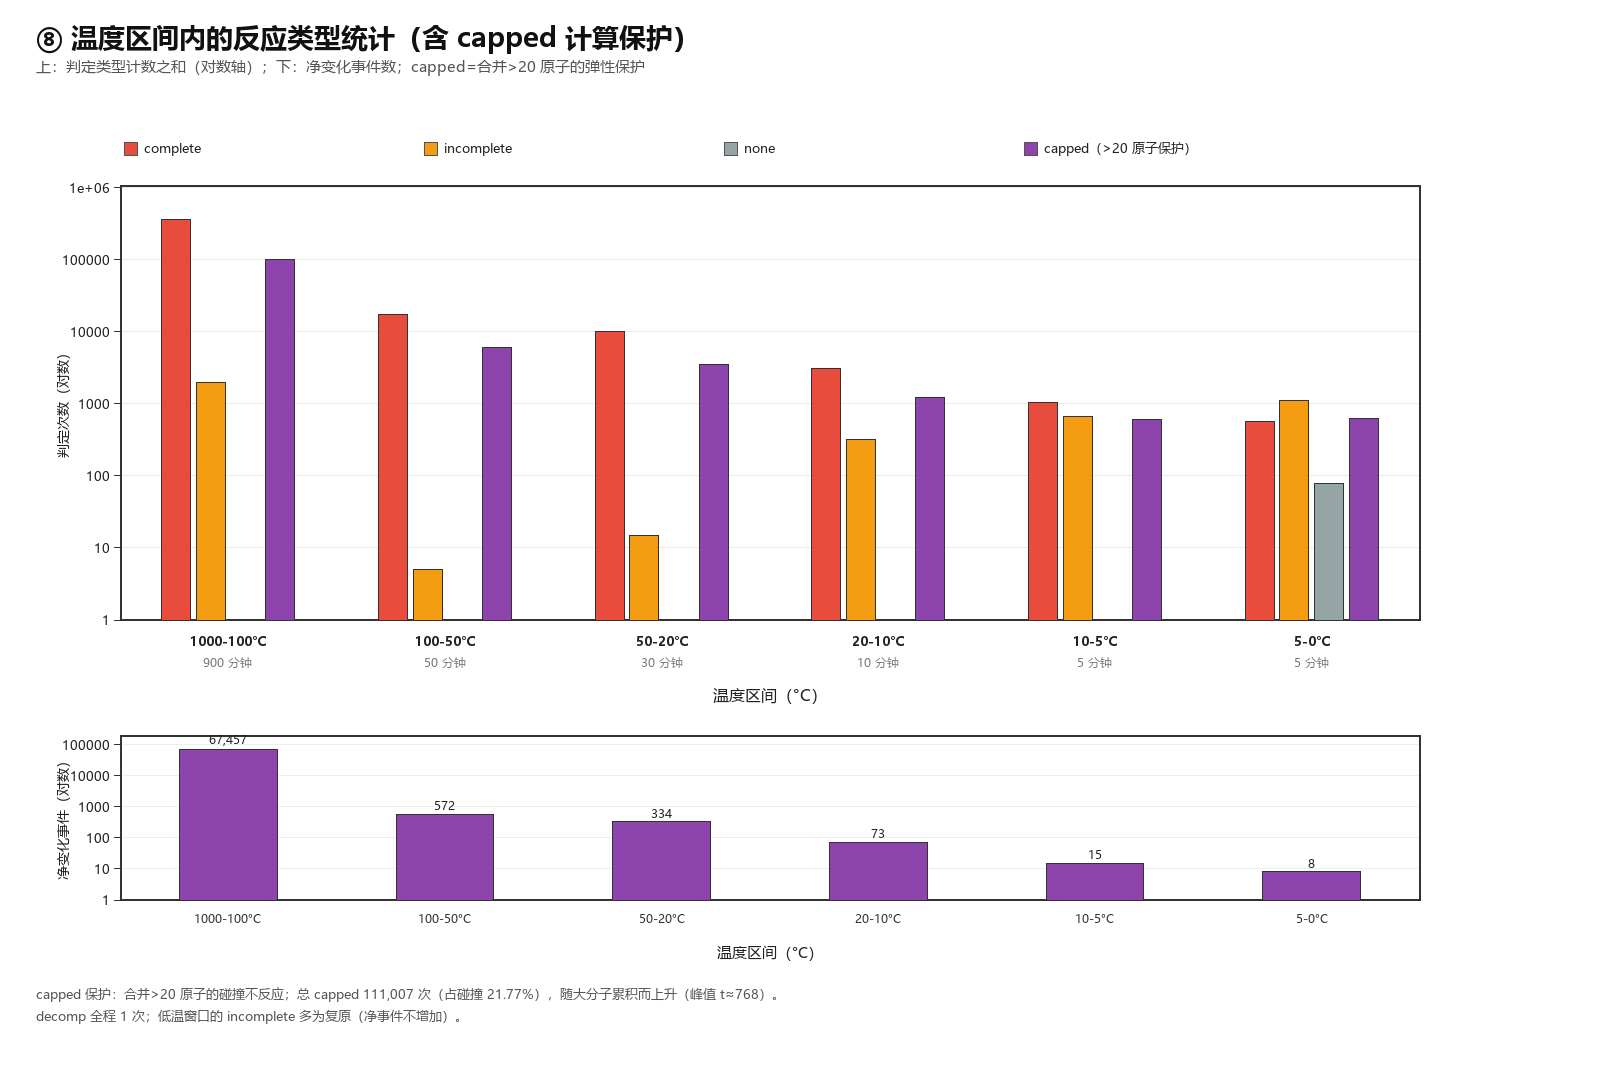 ⑧ 温度区间内的反应类型统计（含 capped 计算保护）
上：判定类型计数之和（对数轴）；下：净变化事件数；capped=合并>20 原子的弹性保护
complete
incomplete
none
capped（>20 原子保护）
1e+06
100000
10000
1000
100
10
1
判定次数（对数）
1000-100°C
100-50°C
50-20°C
20-10°C
10-5°C
5-0°C
900 分钟
50 分钟
30 分钟
10 分钟
5 分钟
5 分钟
温度区间（°C）
100000
10000
1000
100
10
1
净变化事件（对数）
67,457
572
334
73
15
8
1000-100°C
100-50°C
50-20°C
20-10°C
10-5°C
5-0°C
温度区间（°C）
capped 保护：合并>20 原子的碰撞不反应；总 capped 111,007 次（占碰撞 21.77%），随大分子累积而上升（峰值 t≈768）。
decomp 全程 1 次；低温窗口的 incomplete 多为复原（净事件不增加）。